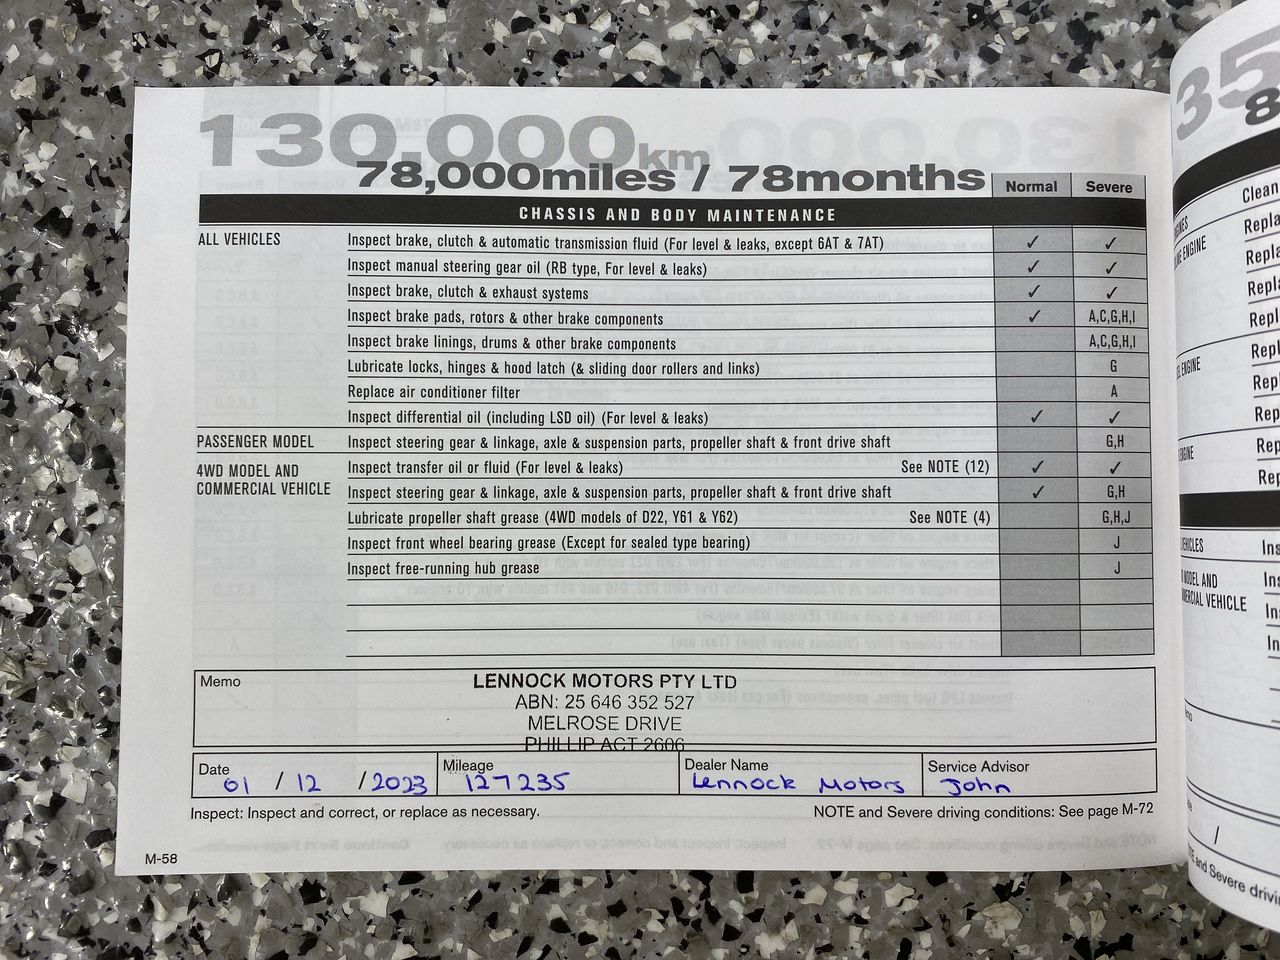 130,000km
78,000miles / 78months
Normal Severe
CHASSIS AND BODY MAINTENANCE
ALL VEHICLES Inspect brake, clutch & automatic transmission fluid (For level & leaks, except 6AT & 7AT) ✓ ✓
Inspect manual steering gear oil (RB type, For level & leaks) ✓ ✓
Inspect brake, clutch & exhaust systems ✓ ✓
Inspect brake pads, rotors & other brake components ✓ A,C,G,H,I
Inspect brake linings, drums & other brake components A,C,G,H,I
Lubricate locks, hinges & hood latch (& sliding door rollers and links) G
Replace air conditioner filter A
Inspect differential oil (including LSD oil) (For level & leaks) ✓ ✓
PASSENGER MODEL Inspect steering gear & linkage, axle & suspension parts, propeller shaft & front drive shaft G,H
4WD MODEL AND COMMERCIAL VEHICLE Inspect transfer oil or fluid (For level & leaks) See NOTE (12) ✓ ✓
Inspect steering gear & linkage, axle & suspension parts, propeller shaft & front drive shaft ✓ G,H
Lubricate propeller shaft grease (4WD models of D22, Y61 & Y62) See NOTE (4) G,H,J
Inspect front wheel bearing grease (Except for sealed type bearing) J
Inspect free-running hub grease J
Memo
LENNOCK MOTORS PTY LTD
ABN: 25 646 352 527
MELROSE DRIVE
PHILLIP ACT 2606
Date Mileage Dealer Name Service Advisor
01 / 12 / 2023 127235 Lennock Motors John
Inspect: Inspect and correct, or replace as necessary. NOTE and Severe driving conditions: See page M-72
M-58